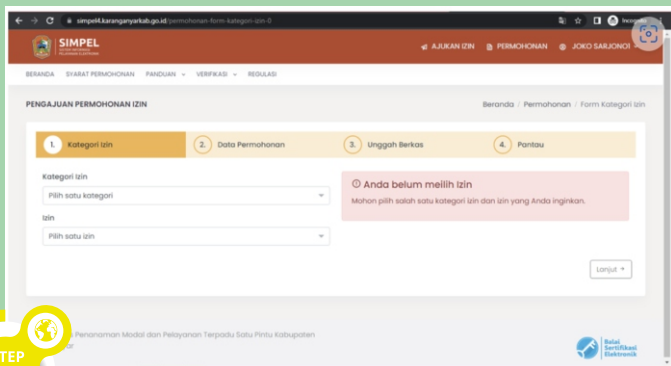 simpel4.karanganyarkab.go.id/permohonan-form-kategori-izin-0
SIMPEL
AJUKAN IZIN PERMOHONAN JOKO SARJONO1
BERANDA SYARAT PERMOHONAN PANDUAN VERIFIKASI REGULASI
PENGAJUAN PERMOHONAN IZIN
Beranda / Permohonan / Form Kategori Izin
1. Kategori Izin
2. Data Permohonan
3. Unggah Berkas
4. Pantau
Kategori Izin
Pilih satu kategori
Izin
Pilih satu izin
Anda belum meilih Izin
Mohon pilih salah satu kategori izin dan izin yang Anda inginkan.
Lanjut
Penanaman Modal dan Pelayanan Terpadu Satu Pintu Kabupaten
ar
Balai
Sertifikasi
Elektronik
TEP